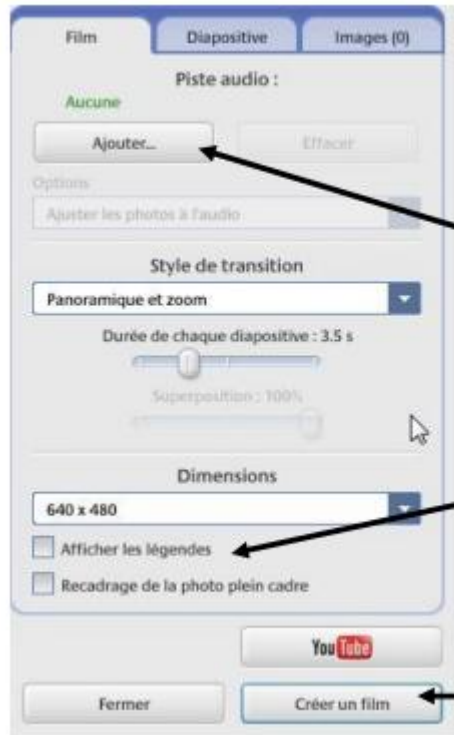 Film Diapositive Images (0)
Piste audio :
Aucune
Ajouter... Effacer
Options
Ajuster les photos à l'audio
Style de transition
Panoramique et zoom
Durée de chaque diapositive : 3.5 s
Superposition : 100%
Dimensions
640 x 480
Afficher les légendes
Recadrage de la photo plein cadre
YouTube
Fermer Créer un film